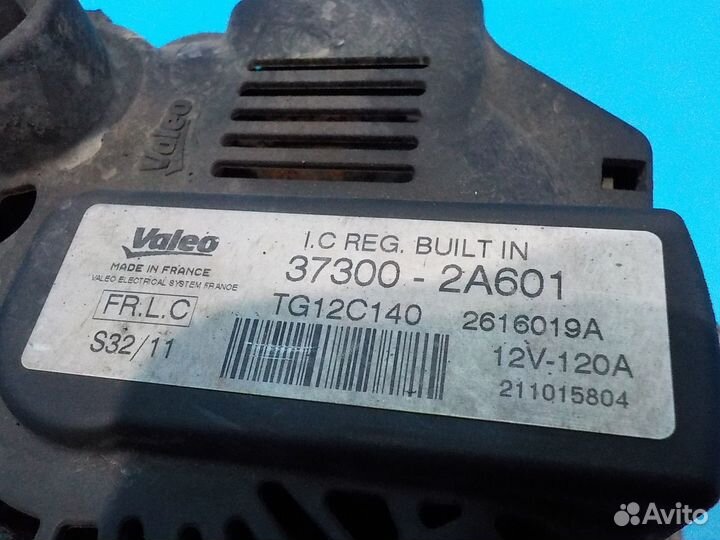 Valeo
Valeo
MADE IN FRANCE
VALEO ELECTRICAL SYSTEM FRANCE
FR.L.C
S32/11
I.C REG. BUILT IN
37300 - 2A601
TG12C140 2616019A
12V-120A
211015804
Avito